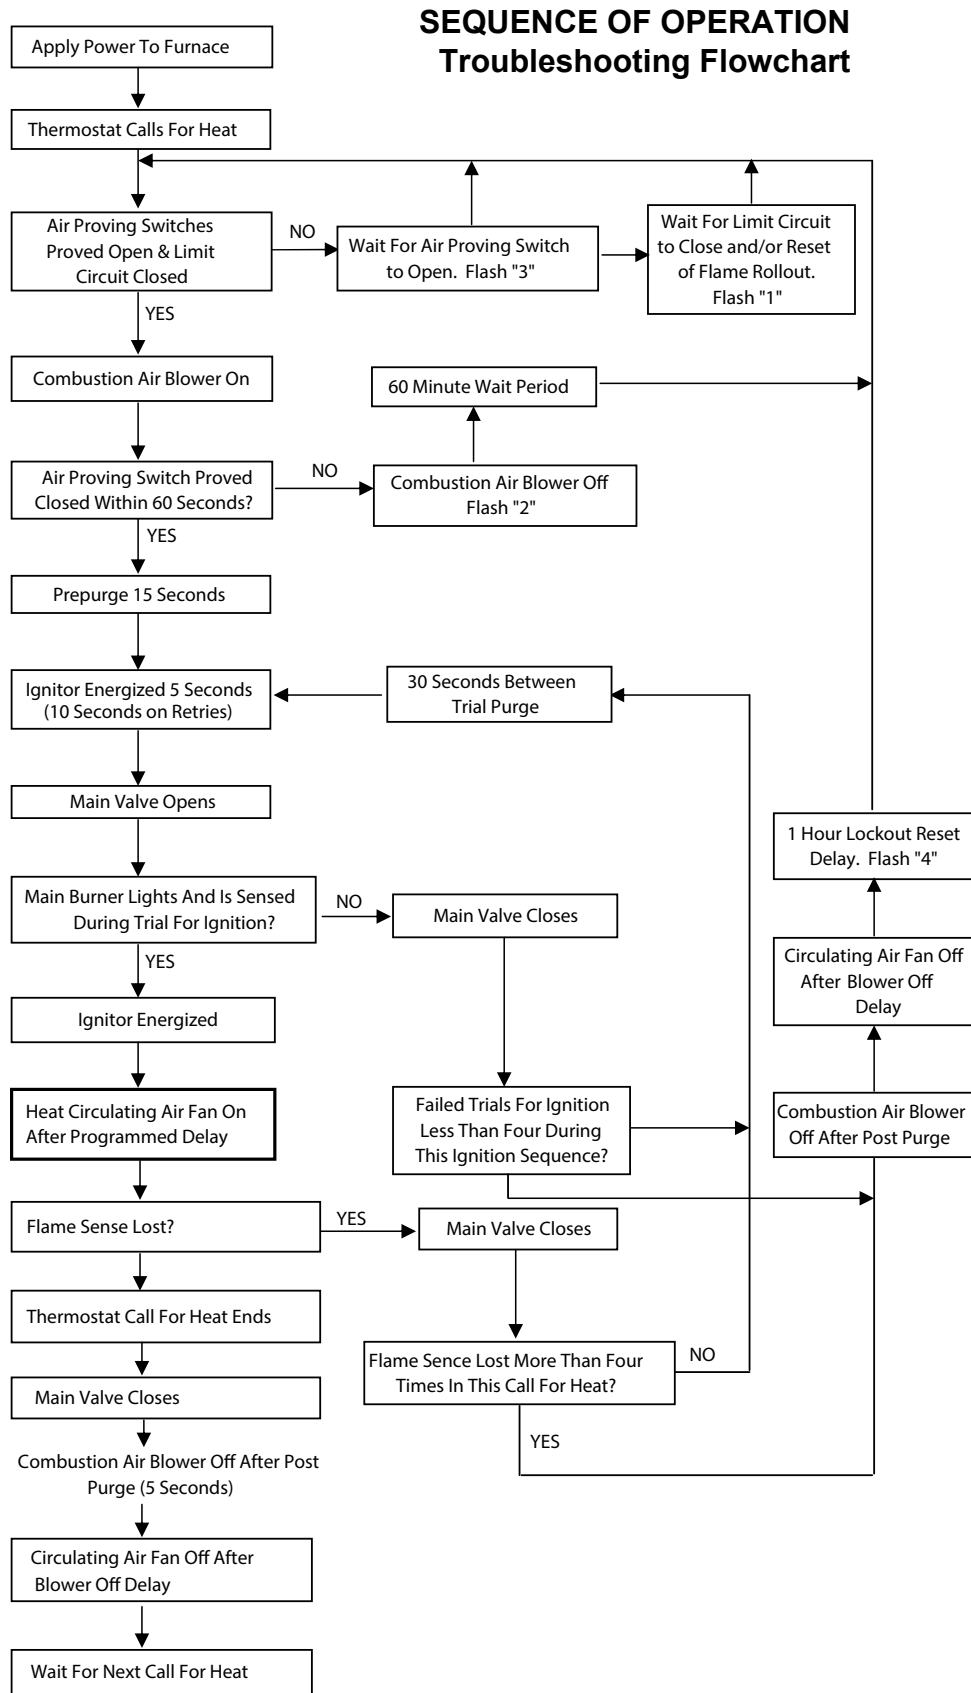 SEQUENCE OF OPERATION
Troubleshooting Flowchart
Apply Power To Furnace
Thermostat Calls For Heat
Air Proving Switches
Proved Open & Limit
Circuit Closed
NO
Wait For Air Proving Switch
to Open. Flash "3"
Wait For Limit Circuit
to Close and/or Reset
of Flame Rollout.
Flash "1"
YES
Combustion Air Blower On
60 Minute Wait Period
Air Proving Switch Proved
Closed Within 60 Seconds?
NO
Combustion Air Blower Off
Flash "2"
YES
Prepurge 15 Seconds
Ignitor Energized 5 Seconds
(10 Seconds on Retries)
30 Seconds Between
Trial Purge
Main Valve Opens
1 Hour Lockout Reset
Delay. Flash "4"
Main Burner Lights And Is Sensed
During Trial For Ignition?
NO
Main Valve Closes
YES
Circulating Air Fan Off
After Blower Off
Delay
Ignitor Energized
Heat Circulating Air Fan On
After Programmed Delay
Failed Trials For Ignition
Less Than Four During
This Ignition Sequence?
Combustion Air Blower
Off After Post Purge
Flame Sense Lost?
YES
Main Valve Closes
Thermostat Call For Heat Ends
Flame Sence Lost More Than Four
Times In This Call For Heat?
NO
YES
Main Valve Closes
Combustion Air Blower Off After Post
Purge (5 Seconds)
Circulating Air Fan Off After
Blower Off Delay
Wait For Next Call For Heat